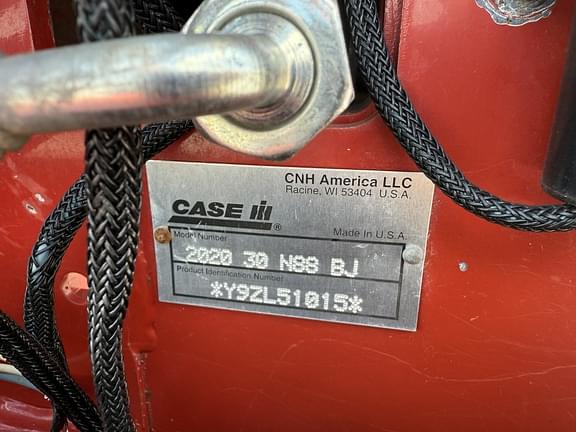 CNH America LLC
Racine, WI 53404 U.S.A.
CASE IH ®
Made in U.S.A.
Model Number
2020 30 N88 BJ
Product Identification Number
*Y9ZL51015*